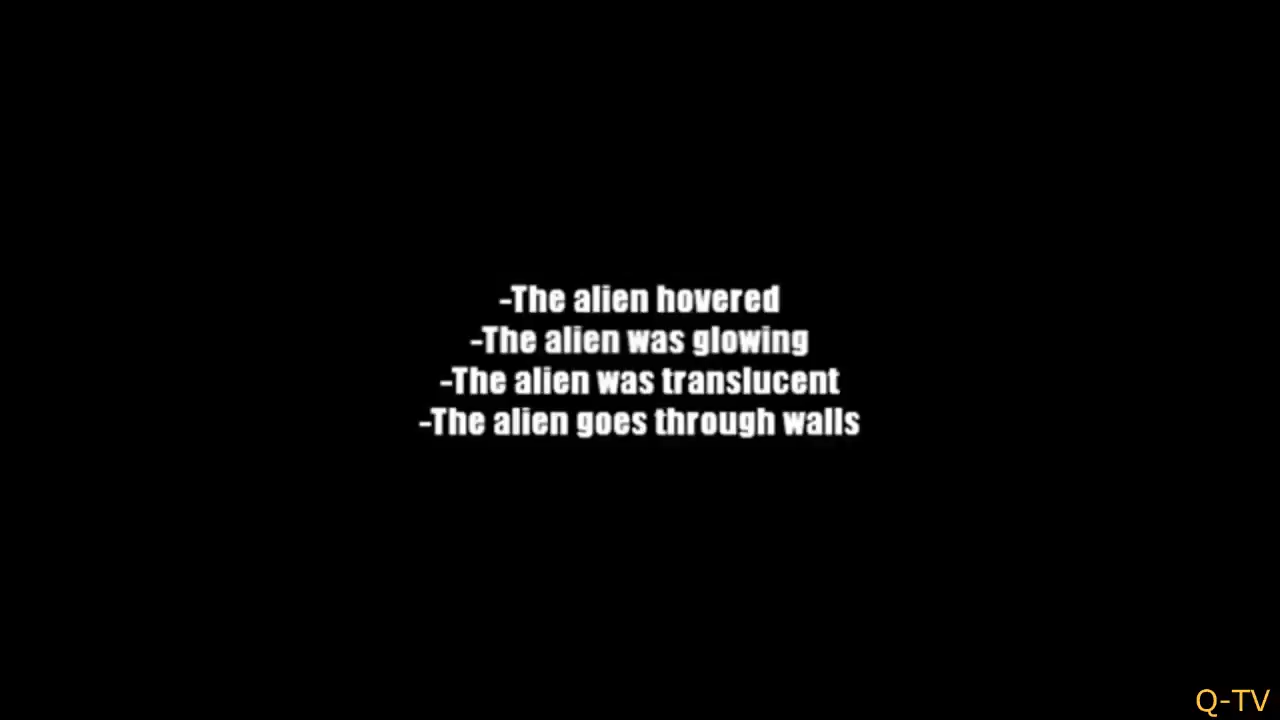 -The alien hovered
-The alien was glowing
-The alien was translucent
-The alien goes through walls
Q-TV